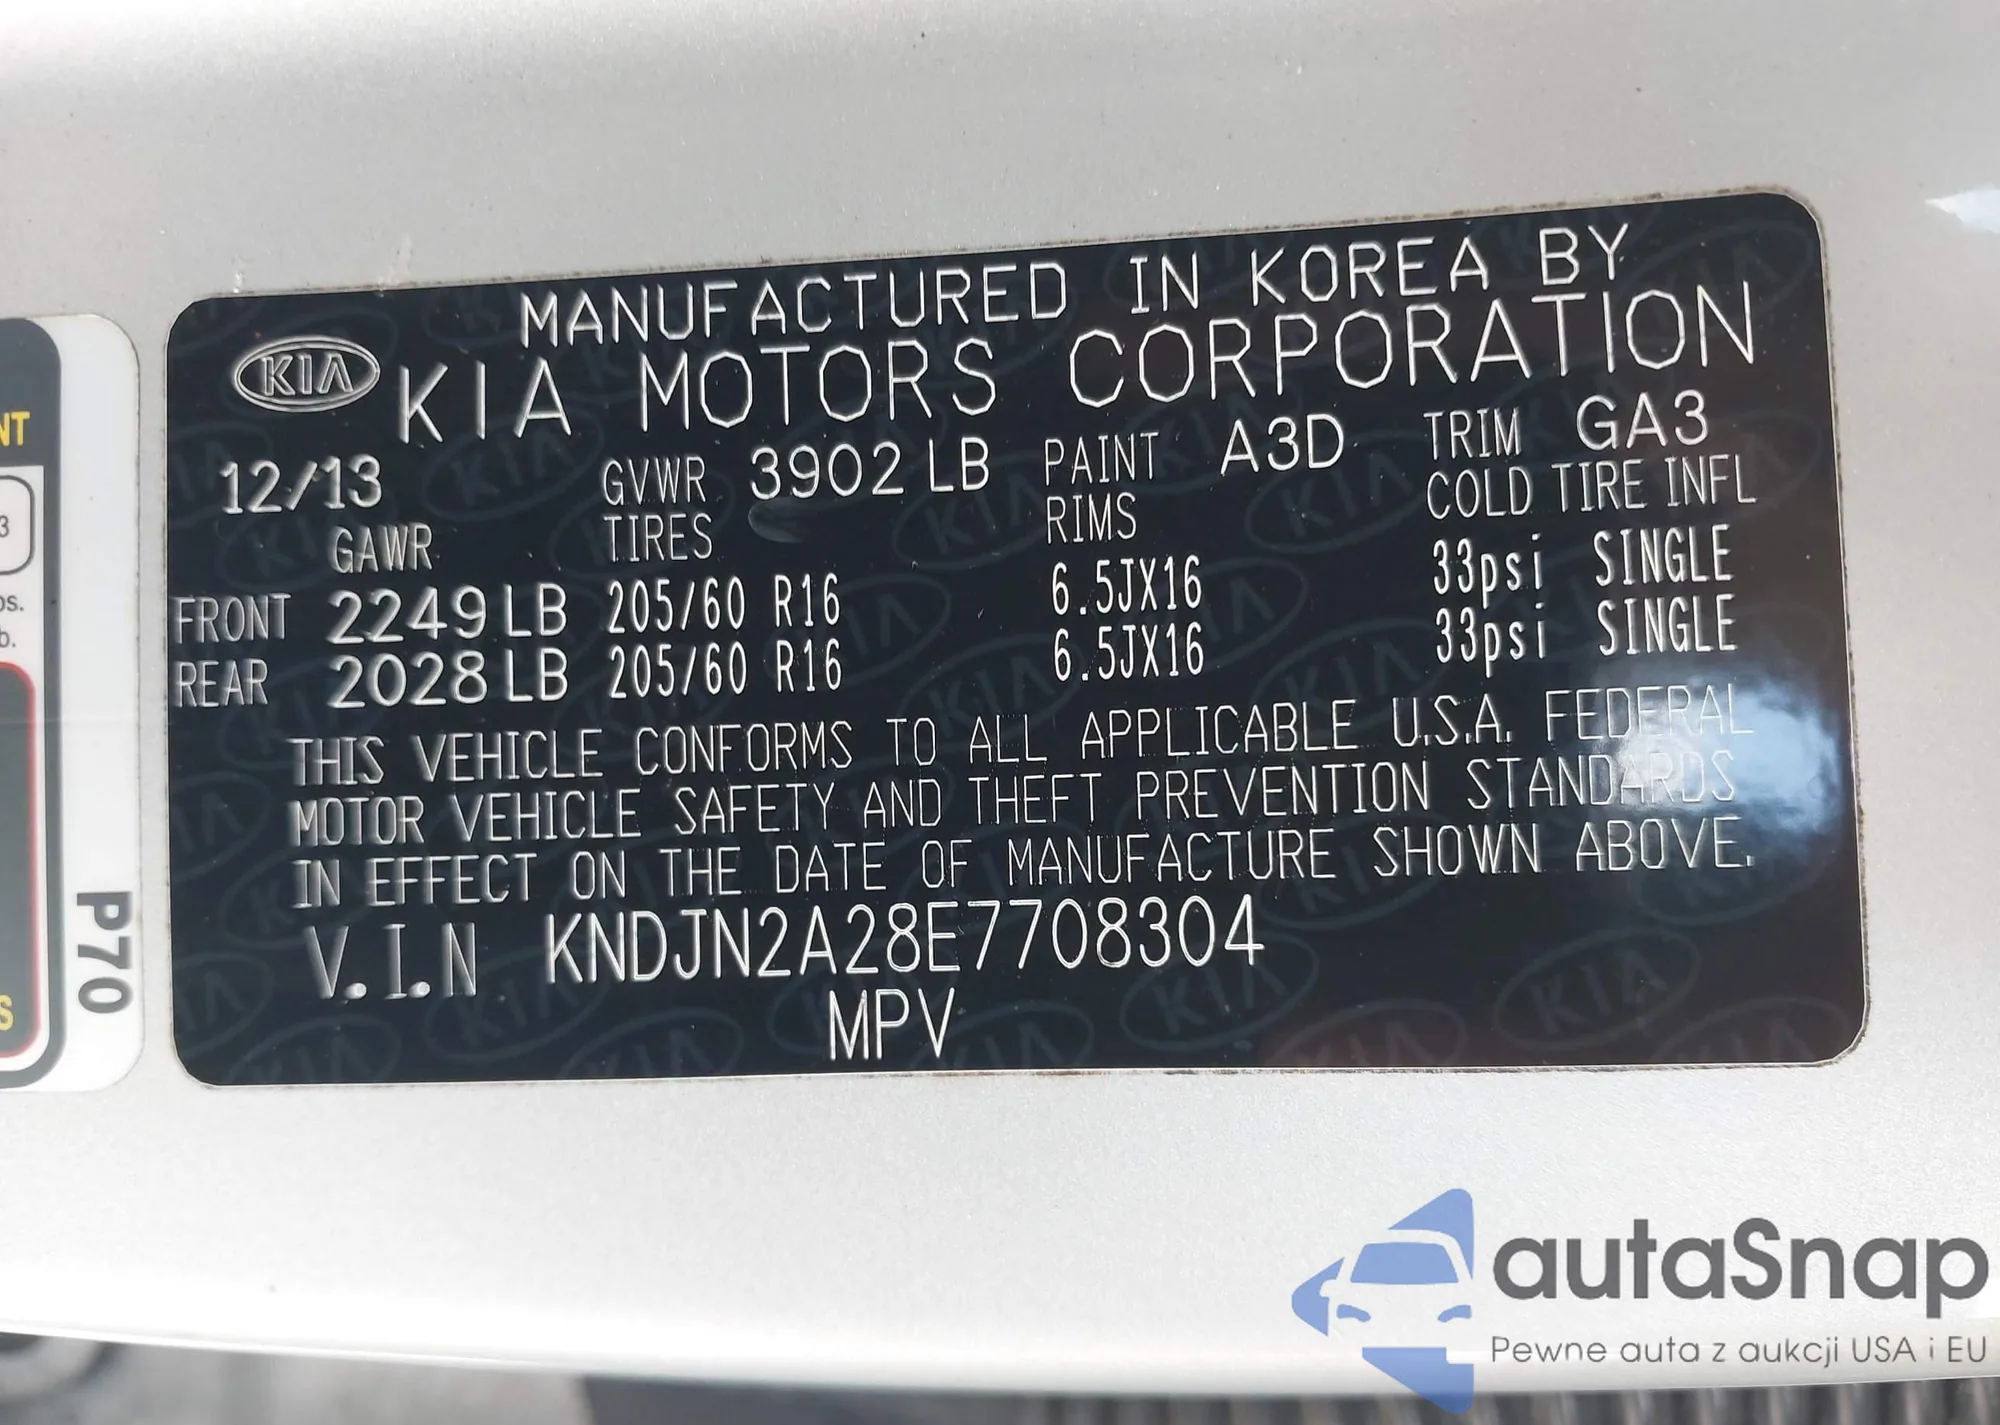 MANUFACTURED IN KOREA BY
KIA KIA MOTORS CORPORATION
12/13 GVWR 3902 LB PAINT A3D TRIM GA3
GAWR TIRES RIMS COLD TIRE INFL
FRONT 2249 LB 205/60 R16 6.5JX16 33psi SINGLE
REAR 2028 LB 205/60 R16 6.5JX16 33psi SINGLE
THIS VEHICLE CONFORMS TO ALL APPLICABLE U.S.A. FEDERAL
MOTOR VEHICLE SAFETY AND THEFT PREVENTION STANDARDS
IN EFFECT ON THE DATE OF MANUFACTURE SHOWN ABOVE.
V.I.N KNDJN2A28E7708304
MPV
P70
autaSnap
Pewne auta z aukcji USA i EU